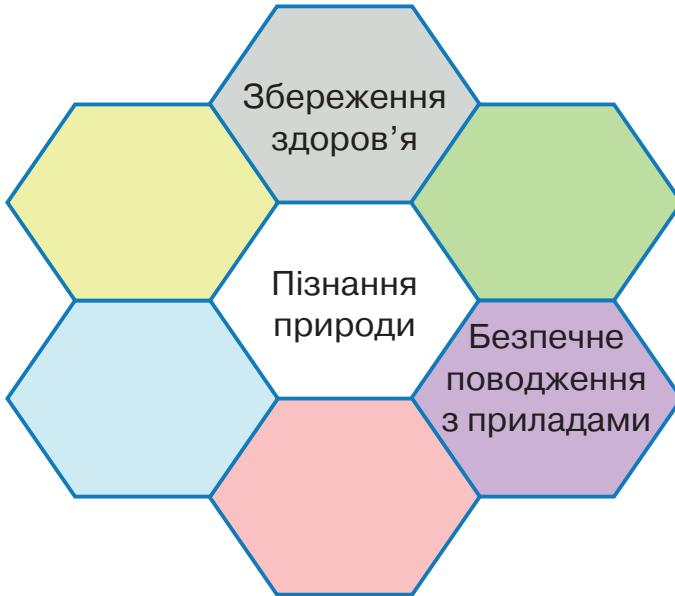 Збереження
здоров’я
Пізнання
природи
Безпечне
поводження
з приладами